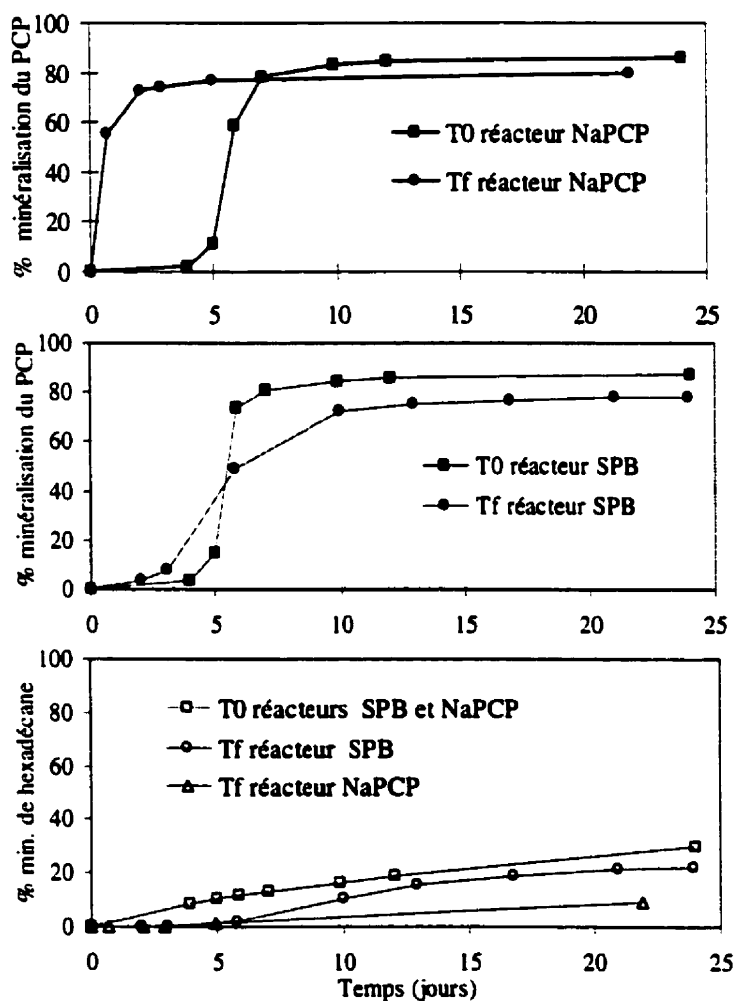 % minéralisation du PCP
100
80
60
40
20
0
T0 réacteur NaPCP
Tf réacteur NaPCP
0 5 10 15 20 25
% minéralisation du PCP
100
80
60
40
20
0
T0 réacteur SPB
Tf réacteur SPB
0 5 10 15 20 25
% min. de hexadécane
100
80
60
40
20
0
T0 réacteurs SPB et NaPCP
Tf réacteur SPB
Tf réacteur NaPCP
0 5 10 15 20 25
Temps (jours)